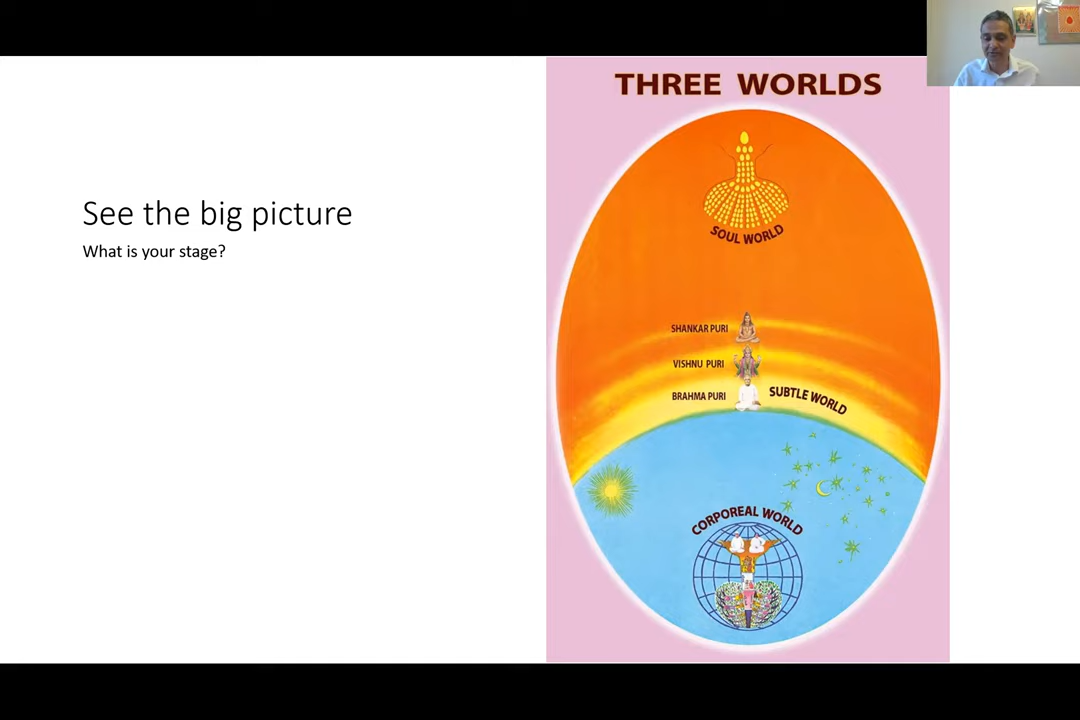 See the big picture
What is your stage?
THREE WORLDS
SOUL WORLD
SHANKAR PURI
VISHNU PURI
BRAHMA PURI
SUBTLE WORLD
CORPOREAL WORLD